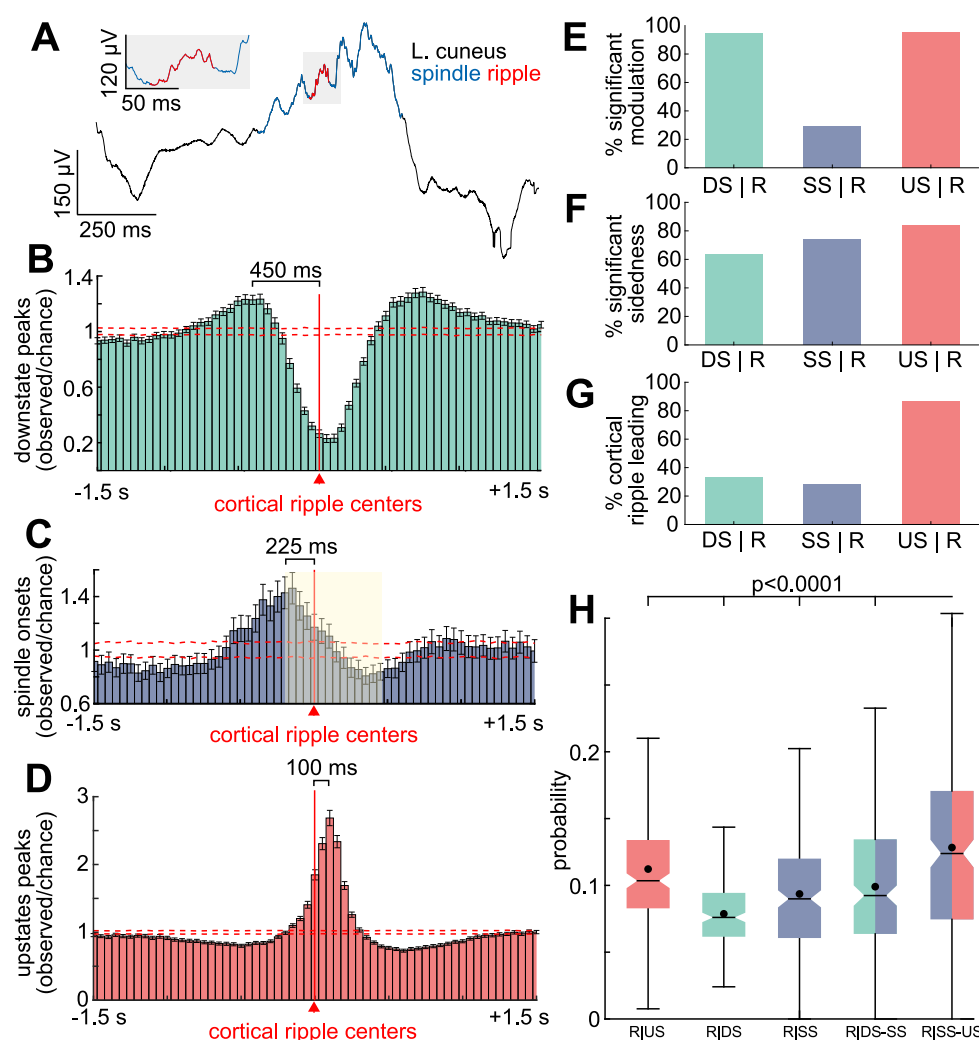 A
120 µV
50 ms
L. cuneus
spindle ripple
150 µV
250 ms
B
450 ms
downstate peaks
(observed/chance)
1.4
1
0.6
0.2
-1.5 s
+1.5 s
cortical ripple centers
C
225 ms
spindle onsets
(observed/chance)
1.4
1
0.6
-1.5 s
+1.5 s
cortical ripple centers
D
100 ms
upstates peaks
(observed/chance)
3
2
1
0
-1.5 s
+1.5 s
cortical ripple centers
E
% significant
modulation
100
80
60
40
20
0
DS | R
SS | R
US | R
F
% significant
sidedness
100
80
60
40
20
0
DS | R
SS | R
US | R
G
% cortical
ripple leading
100
80
60
40
20
0
DS | R
SS | R
US | R
H
p<0.0001
probability
0.2
0.1
0
R|US
R|DS
R|SS
R|DS-SS
R|SS-US